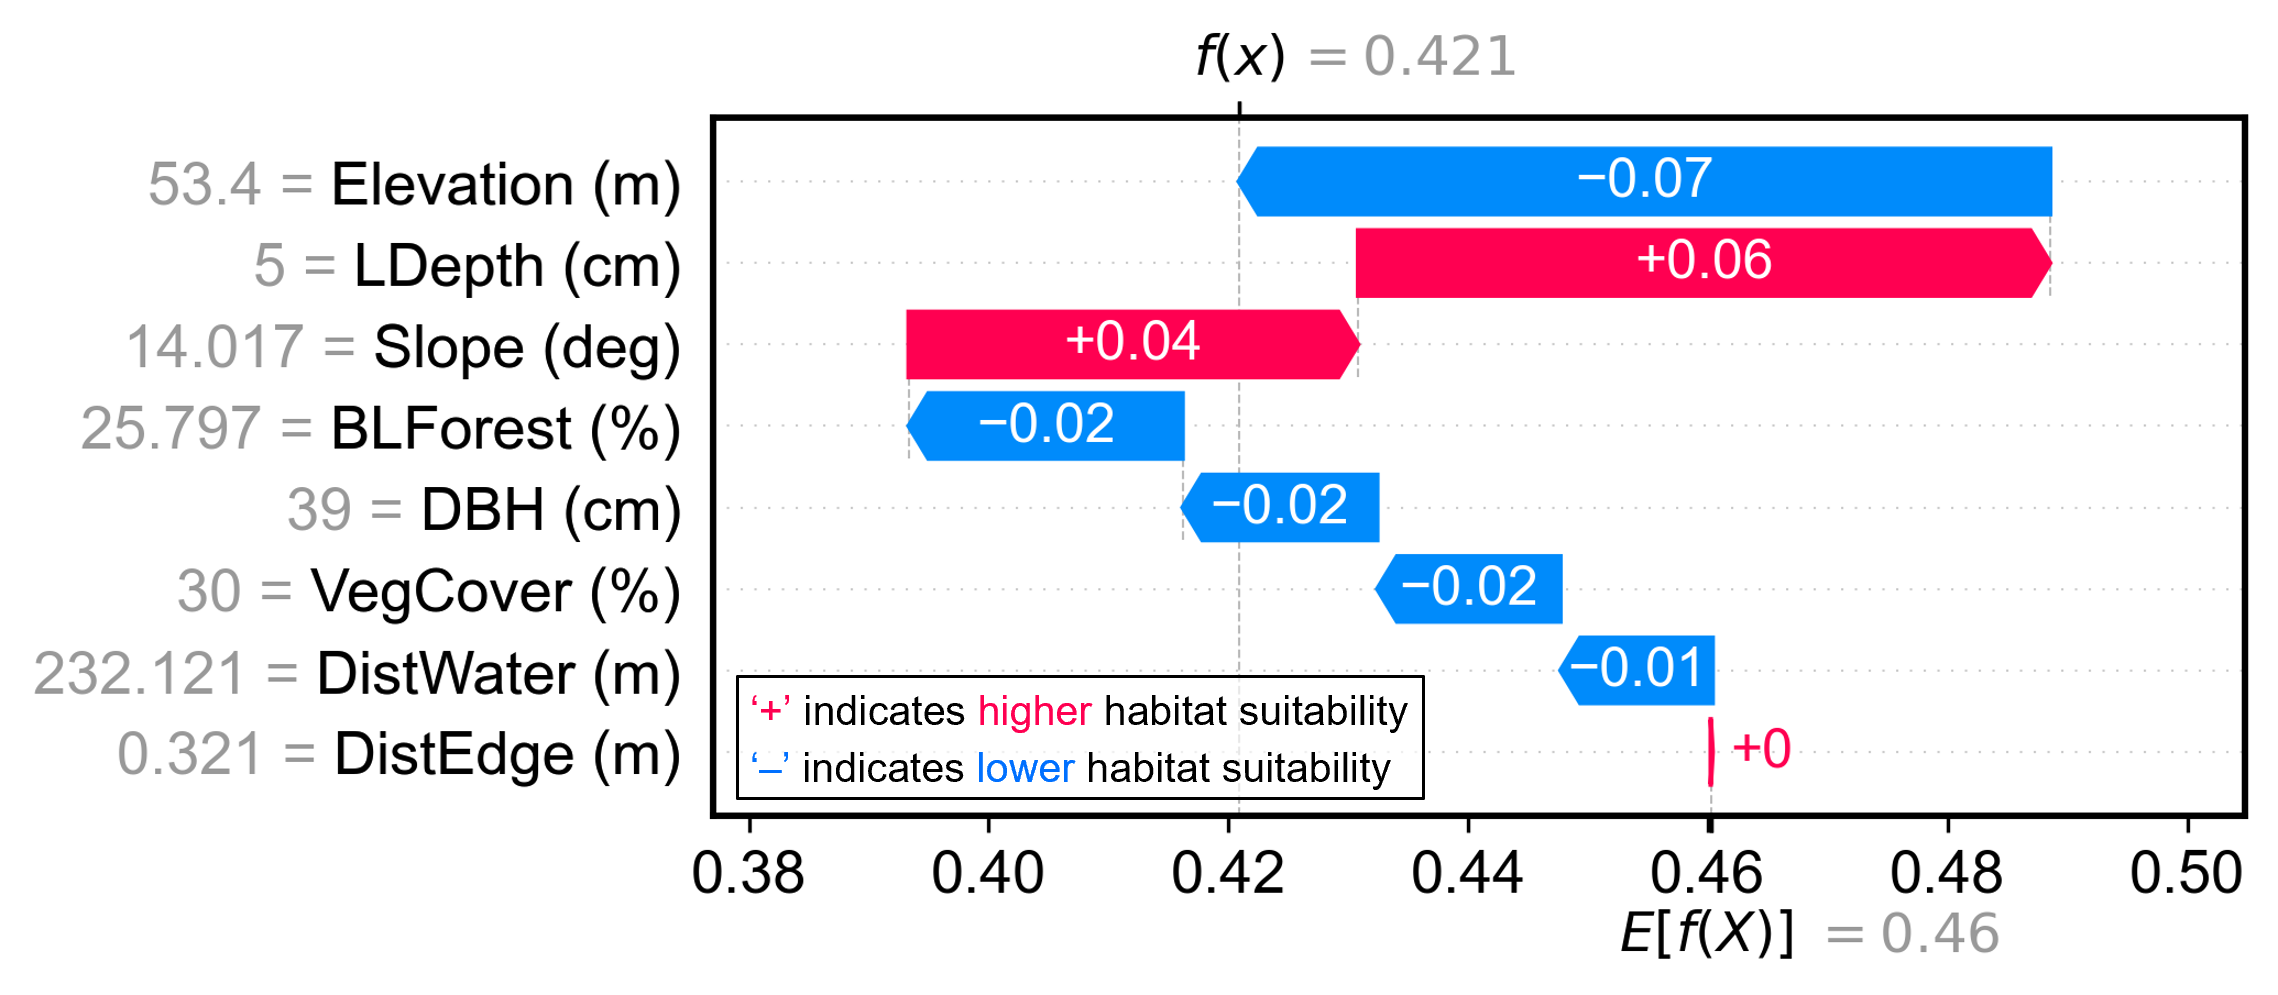 f(x) = 0.421
53.4 = Elevation (m)
−0.07
5 = LDepth (cm)
+0.06
14.017 = Slope (deg)
+0.04
25.797 = BLForest (%)
−0.02
39 = DBH (cm)
−0.02
30 = VegCover (%)
−0.02
232.121 = DistWater (m)
−0.01
0.321 = DistEdge (m)
+0
‘+’ indicates higher habitat suitability
‘–’ indicates lower habitat suitability
0.38 0.40 0.42 0.44 0.46 0.48 0.50
E[f(X)] = 0.46